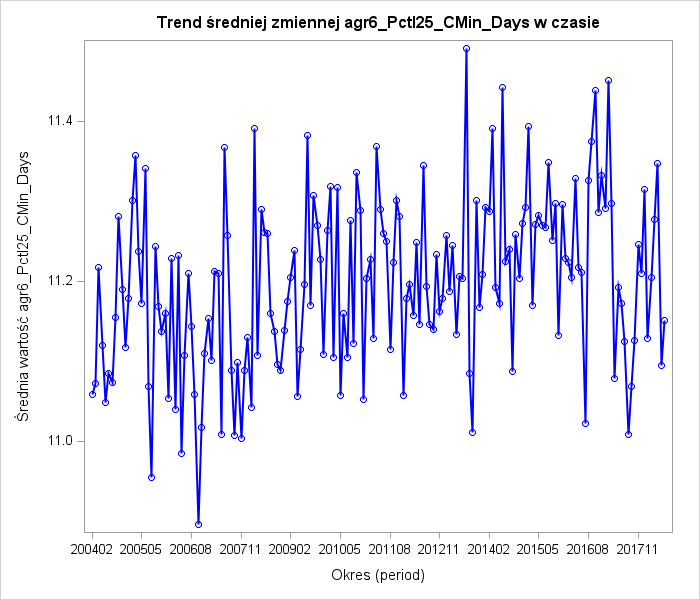 Trend średniej zmiennej agr6_Pctl25_CMin_Days w czasie
Średnia wartość agr6_Pctl25_CMin_Days
11.4
11.2
11.0
200402 200505 200608 200711 200902 201005 201108 201211 201402 201505 201608 201711
Okres (period)